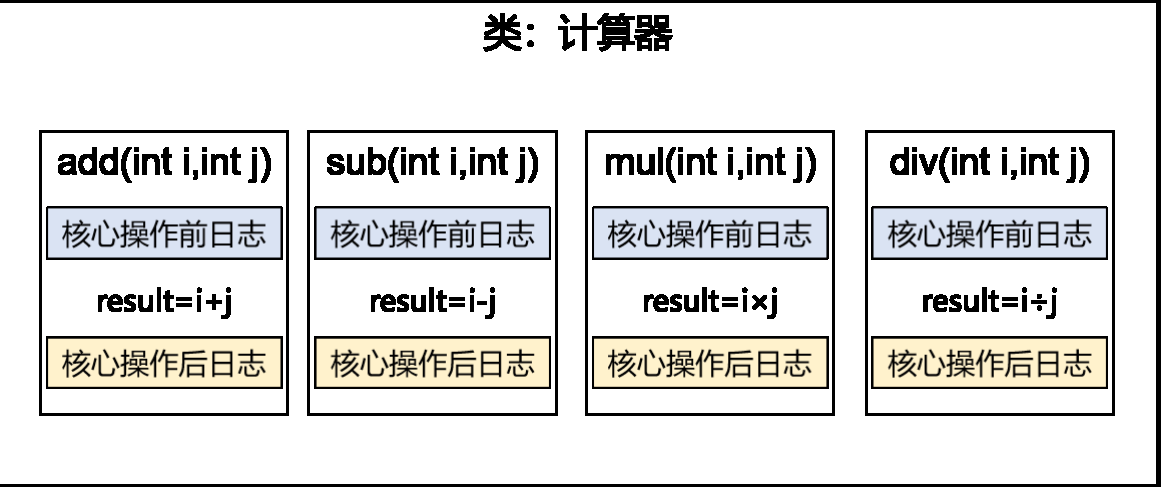 类：计算器
add(int i,int j)
核心操作前日志
result=i+j
核心操作后日志
sub(int i,int j)
核心操作前日志
result=i-j
核心操作后日志
mul(int i,int j)
核心操作前日志
result=i×j
核心操作后日志
div(int i,int j)
核心操作前日志
result=i÷j
核心操作后日志